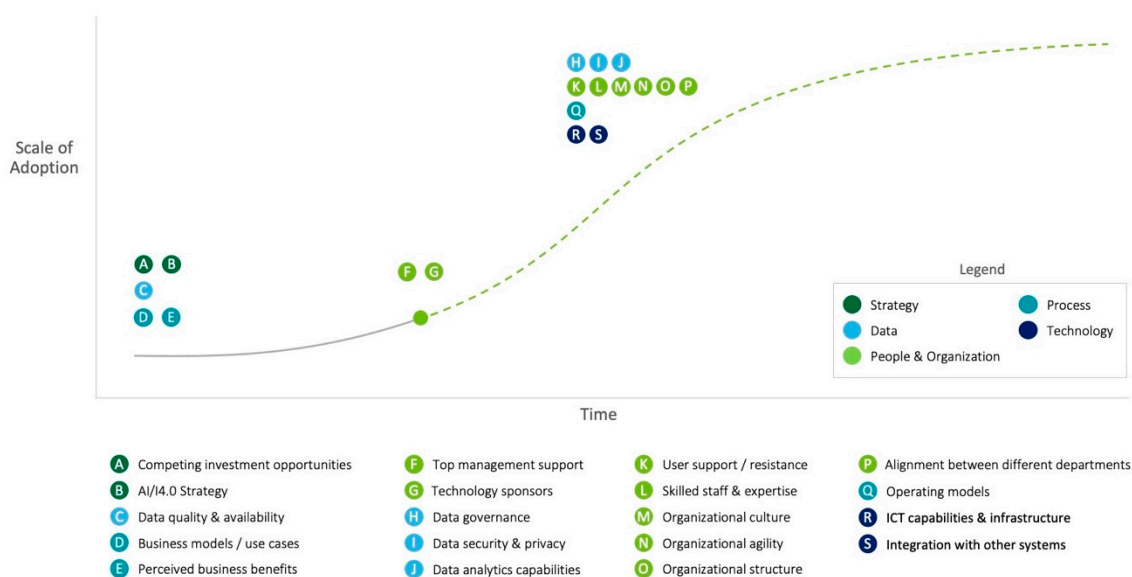 H I J
K L M N O P
Q
R S
Scale of
Adoption
A B
C
D E
F G
Legend
Strategy
Process
Data
Technology
People & Organization
Time
A Competing investment opportunities
B AI/I4.0 Strategy
C Data quality & availability
D Business models / use cases
E Perceived business benefits
F Top management support
G Technology sponsors
H Data governance
I Data security & privacy
J Data analytics capabilities
K User support / resistance
L Skilled staff & expertise
M Organizational culture
N Organizational agility
O Organizational structure
P Alignment between different departments
Q Operating models
R ICT capabilities & infrastructure
S Integration with other systems